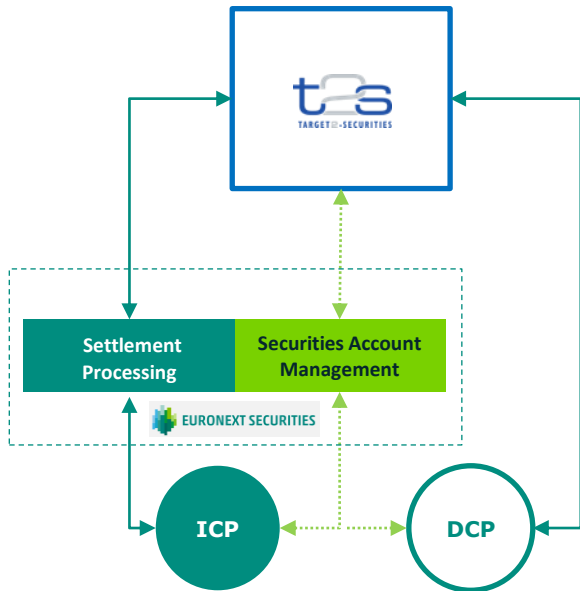 t2s
TARGET2-SECURITIES
Settlement
Processing
Securities Account
Management
EURONEXT SECURITIES
ICP
DCP